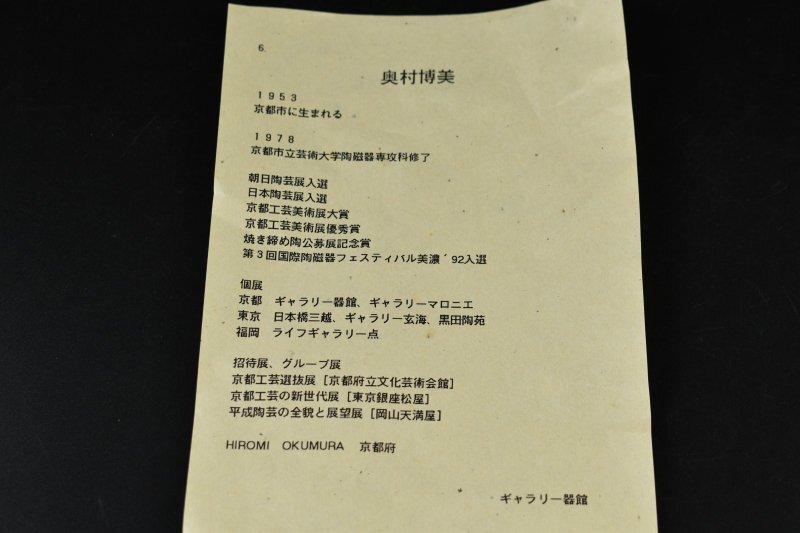 6.
奥村博美
1953
京都市に生まれる
1978
京都市立芸術大学陶磁器専攻科修了
朝日陶芸展入選
日本陶芸展入選
京都工芸美術展大賞
京都工芸美術展優秀賞
焼き締め陶公募展記念賞
第3回国際陶磁器フェスティバル美濃´92入選
個展
京都　ギャラリー器館、ギャラリーマロニエ
東京　日本橋三越、ギャラリー玄海、黒田陶苑
福岡　ライフギャラリー点
招待展、グループ展
京都工芸選抜展[京都府立文化芸術会館]
京都工芸の新世代展[東京銀座松屋]
平成陶芸の全貌と展望展[岡山天満屋]
HIROMI　OKUMURA　京都府
ギャラリー器館